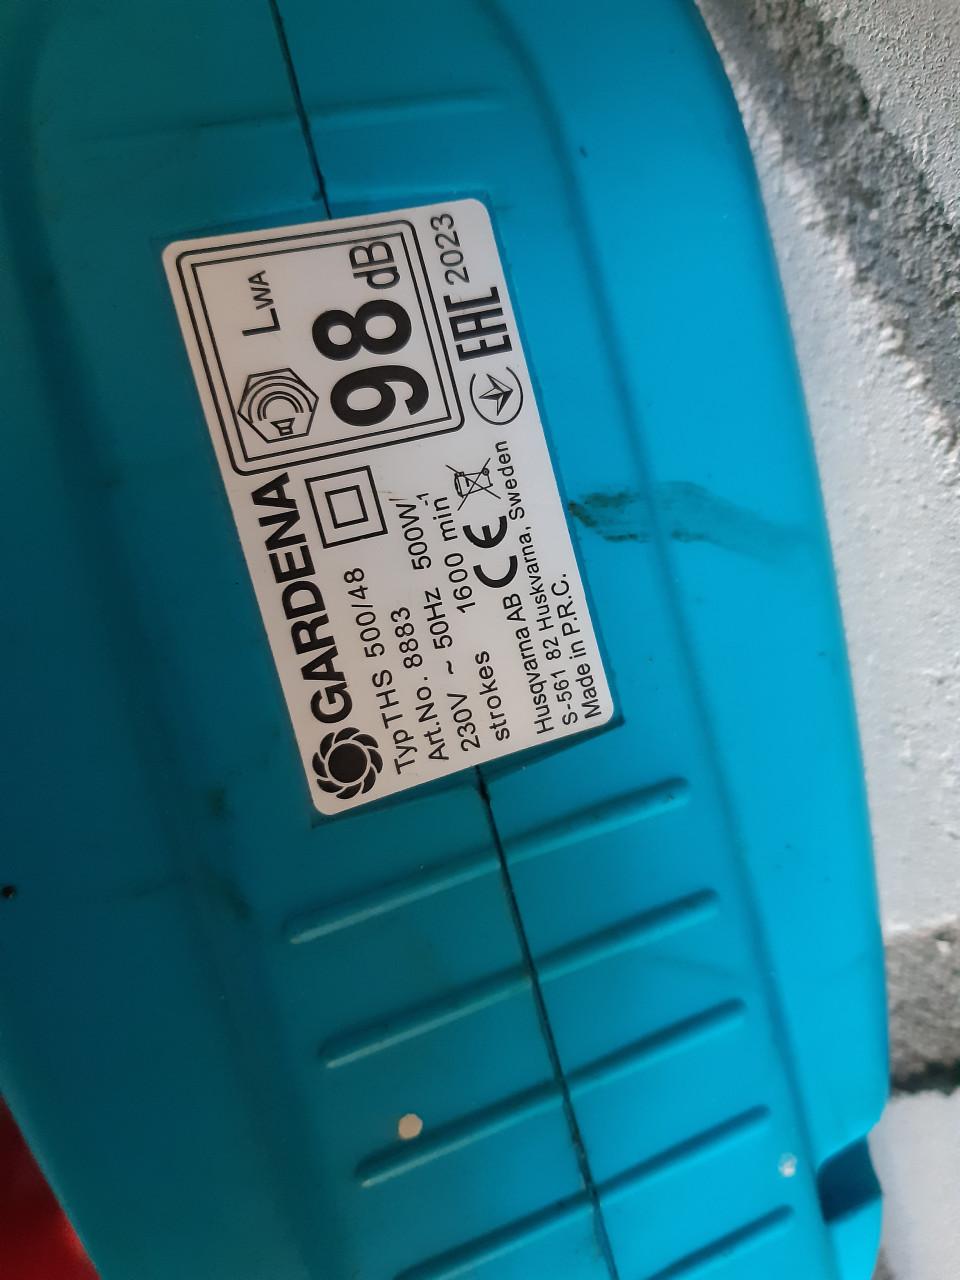 GARDENA
Typ THS 500/48
Art.No. 8883
230V ~ 50Hz 500W
strokes 1600 min-1
LWA
98 dB
EAC 2023
CE
Husqvarna AB
S-561 82 Huskvarna, Sweden
Made in P.R.C.